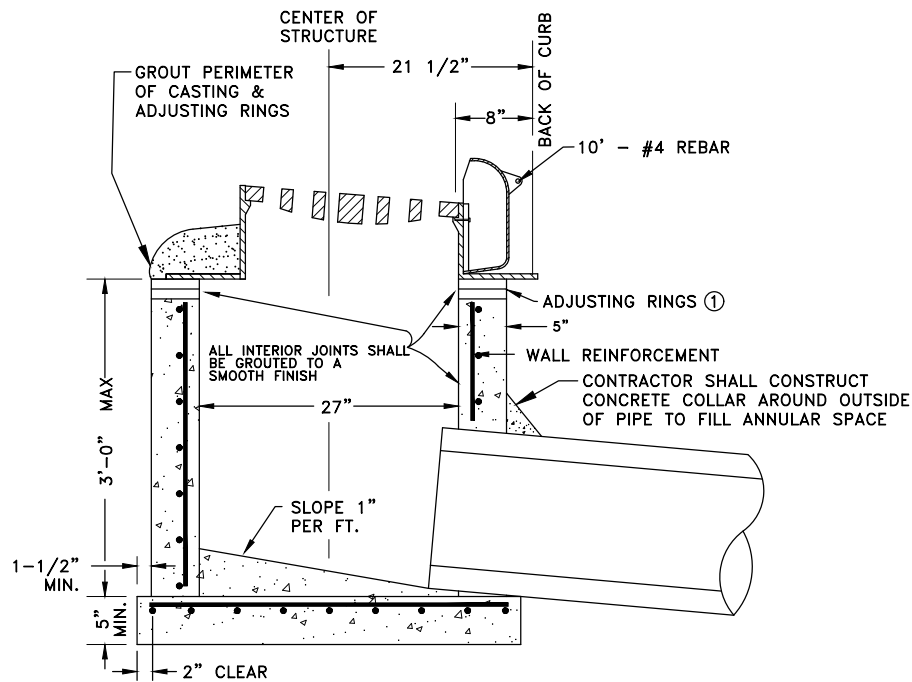 CENTER OF
STRUCTURE
21 1/2"
BACK OF CURB
GROUT PERIMETER
OF CASTING &
ADJUSTING RINGS
8"
10' - #4 REBAR
ADJUSTING RINGS ①
5"
ALL INTERIOR JOINTS SHALL
BE GROUTED TO A
SMOOTH FINISH
WALL REINFORCEMENT
CONTRACTOR SHALL CONSTRUCT
CONCRETE COLLAR AROUND OUTSIDE
OF PIPE TO FILL ANNULAR SPACE
27"
3'-0" MAX
SLOPE 1"
PER FT.
1-1/2"
MIN.
5"
MIN.
2" CLEAR